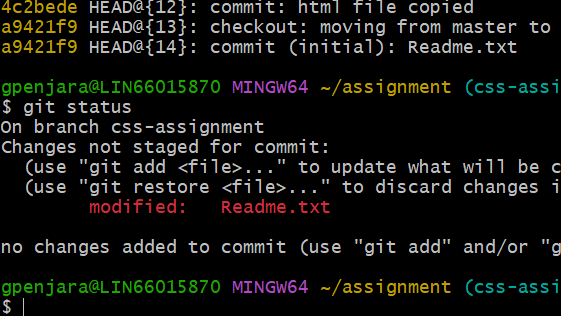 4c2bede HEAD@{12}: commit: html file copied
a9421f9 HEAD@{13}: checkout: moving from master to
a9421f9 HEAD@{14}: commit (initial): Readme.txt
gpenjara@LIN66015870 MINGW64 ~/assignment (css-assi
$ git status
On branch css-assignment
Changes not staged for commit:
(use "git add <file>..." to update what will be c
(use "git restore <file>..." to discard changes i
modified: Readme.txt
no changes added to commit (use "git add" and/or "g
gpenjara@LIN66015870 MINGW64 ~/assignment (css-assi
$